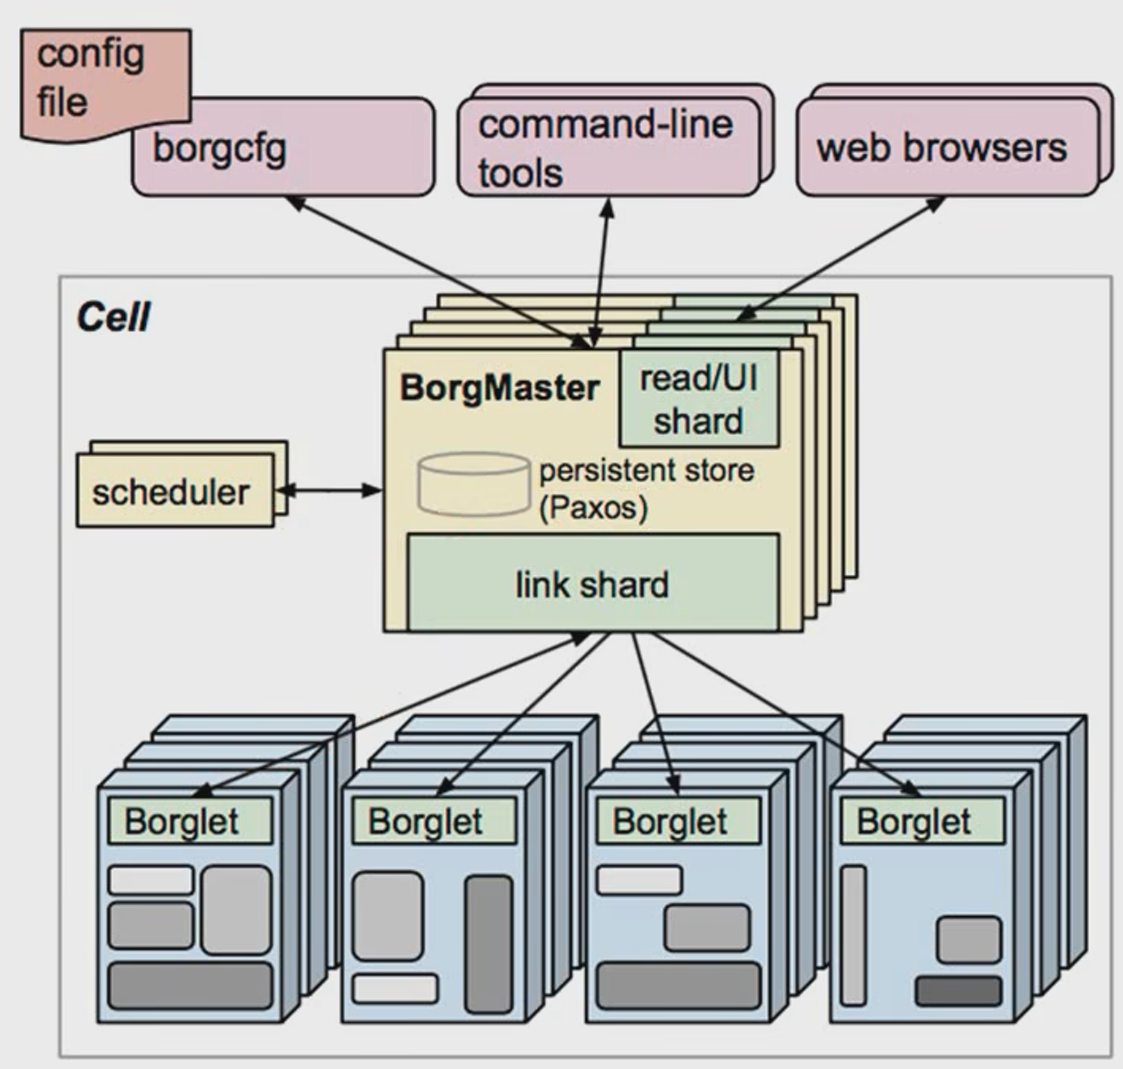 config
file
borgcfg
command-line
tools
web browsers
Cell
BorgMaster
read/UI
shard
scheduler
persistent store
(Paxos)
link shard
Borglet
Borglet
Borglet
Borglet